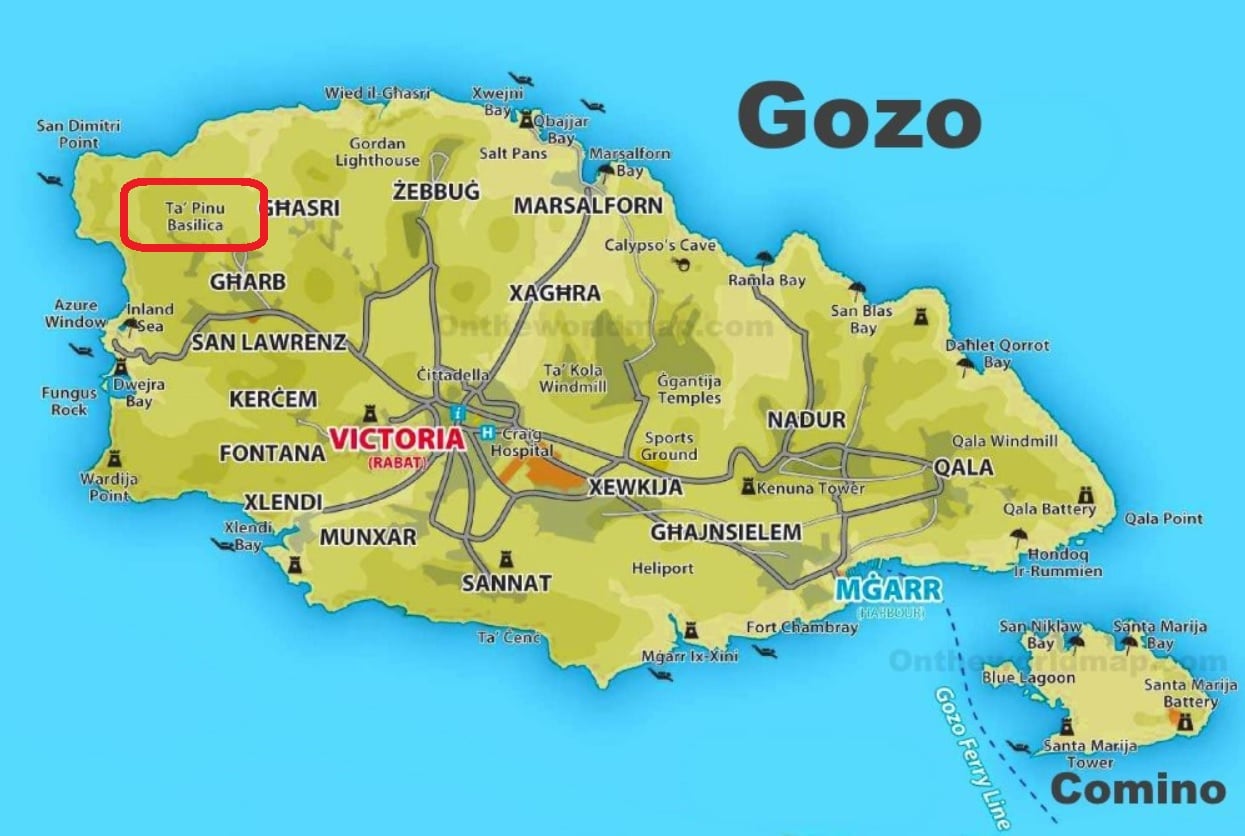 Gozo
Wied il-Għasri
Xwejni
Bay
Qbajjar
Bay
San Dimitri
Point
Gordan
Lighthouse
Salt Pans
Marsalforn
Bay
ŻEBBUĠ
Ta' Pinu
Basilica
GĦASRI
MARSALFORN
Calypso's Cave
GĦARB
Ramla Bay
XAGĦRA
Azure
Window
Inland
Sea
San Blas
Bay
Ontheworldmap.com
SAN LAWRENZ
Daħlet Qorrot
Bay
Ċittadella
Ta' Kola
Windmill
Ġgantija
Temples
Fungus
Rock
Dwejra
Bay
KERĊEM
i
NADUR
VICTORIA
(RABAT)
H
Craig
Hospital
Sports
Ground
Qala Windmill
FONTANA
QALA
Wardija
Point
XEWKIJA
Kenuna Tower
XLENDI
Qala Battery
Qala Point
Xlendi
Bay
MUNXAR
GĦAJNSIELEM
Ħondoq
Ir-Rummien
Heliport
SANNAT
MĠARR
(HARBOUR)
Ta' Ċenċ
Fort Chambray
Mġarr Ix-Xini
San Niklaw
Bay
Santa Marija
Bay
Ontheworldmap.com
Blue Lagoon
Santa Marija
Battery
Gozo Ferry Line
Santa Marija
Tower
Comino